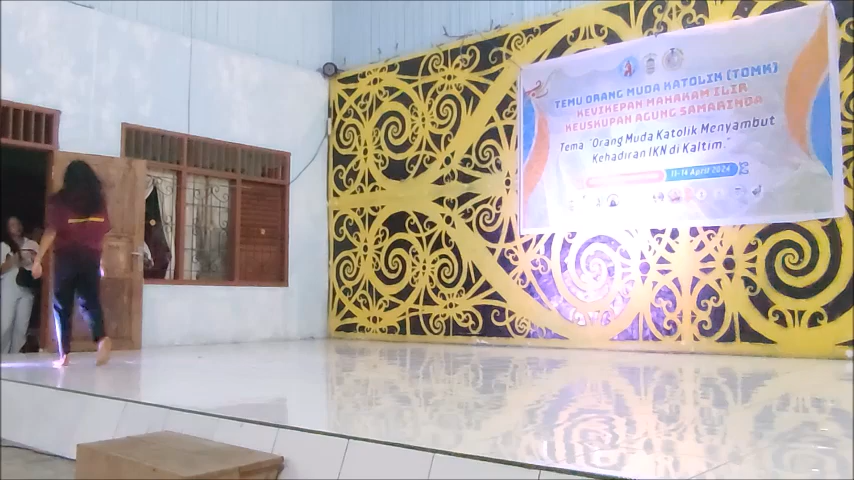 TEMU ORANG MUDA KATOLIK (TOMK)
KEVIKEPAN MAHAKAM ILIR
KEUSKUPAN AGUNG SAMARINDA
Tema "Orang Muda Katolik Menyambut
Kehadiran IKN di Kaltim."
11-14 April 2024